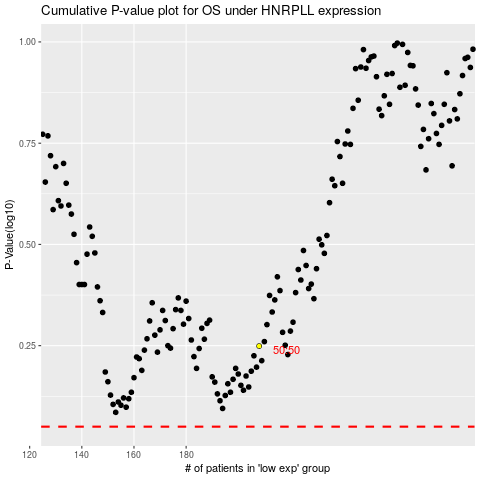 Cumulative P-value plot for OS under HNRPLL expression
1.00
0.75
P-Value(log10)
0.50
0.25
50:50
120 140 160 180
# of patients in 'low exp' group